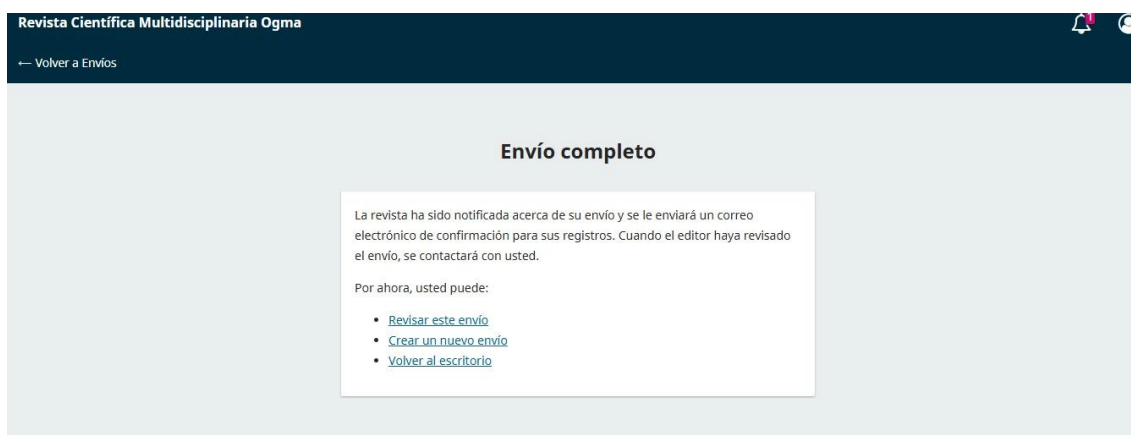 Revista Científica Multidisciplinaria Ogma
1
← Volver a Envíos
Envío completo
La revista ha sido notificada acerca de su envío y se le enviará un correo
electrónico de confirmación para sus registros. Cuando el editor haya revisado
el envío, se contactará con usted.
Por ahora, usted puede:
• Revisar este envío
• Crear un nuevo envío
• Volver al escritorio